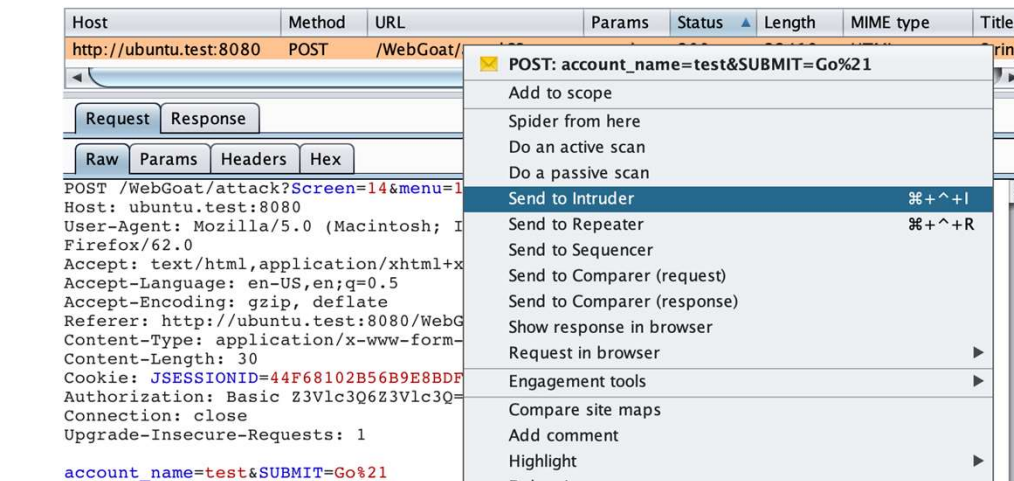 Host Method URL Params Status Length MIME type Title
http://ubuntu.test:8080 POST /WebGoat/
POST: account_name=test&SUBMIT=Go%21
Add to scope
Request Response
Spider from here
Do an active scan
Raw Params Headers Hex
Do a passive scan
POST /WebGoat/attack?Screen=14&menu=1
Send to Intruder ⌘+^+I
Host: ubuntu.test:8080
User-Agent: Mozilla/5.0 (Macintosh; I
Send to Repeater ⌘+^+R
Firefox/62.0
Send to Sequencer
Accept: text/html,application/xhtml+x
Accept-Language: en-US,en;q=0.5
Send to Comparer (request)
Accept-Encoding: gzip, deflate
Send to Comparer (response)
Referer: http://ubuntu.test:8080/WebG
Show response in browser
Content-Type: application/x-www-form-
Request in browser
Content-Length: 30
Cookie: JSESSIONID=44F68102B56B9E8BDF
Engagement tools
Authorization: Basic Z3Vlc3Q6Z3Vlc3Q=
Compare site maps
Connection: close
Add comment
Upgrade-Insecure-Requests: 1
Highlight
account_name=test&SUBMIT=Go%21